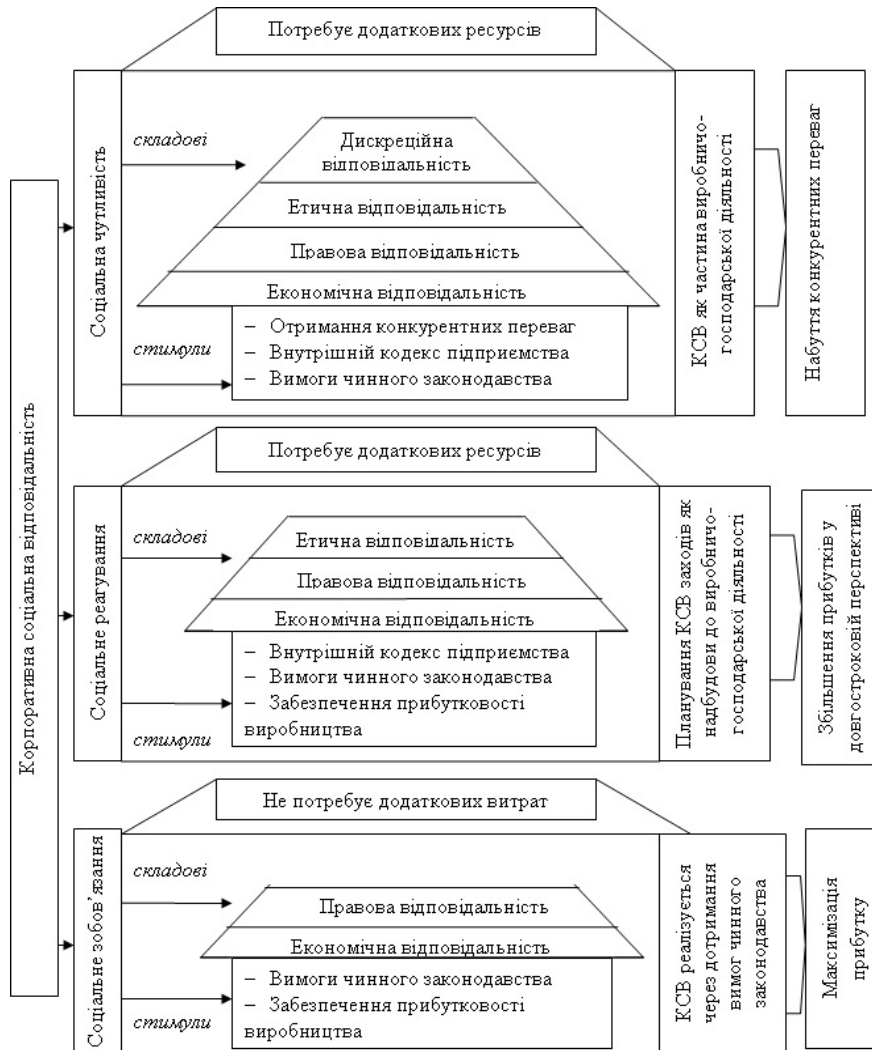 Корпоративна соціальна відповідальність
Потребує додаткових ресурсів
Соціальна чутливість
складові
Дискреційна
відповідальність
Етична відповідальність
Правова відповідальність
Економічна відповідальність
стимули
– Отримання конкурентних переваг
– Внутрішній кодекс підприємства
– Вимоги чинного законодавства
КСВ як частина виробничо-
господарської діяльності
Набуття конкурентних переваг
Потребує додаткових ресурсів
Соціальне реагування
складові
Етична відповідальність
Правова відповідальність
Економічна відповідальність
– Внутрішній кодекс підприємства
– Вимоги чинного законодавства
– Забезпечення прибутковості
виробництва
стимули
Планування КСВ заходів як
надбудови до виробничо-
господарської діяльності
Збільшення прибутків у
довгостроковій перспективі
Не потребує додаткових витрат
Соціальне зобов’язання
складові
Правова відповідальність
Економічна відповідальність
– Вимоги чинного законодавства
– Забезпечення прибутковості
виробництва
стимули
КСВ реалізується
через дотримання
вимог чинного
законодавства
Максимізація
прибутку